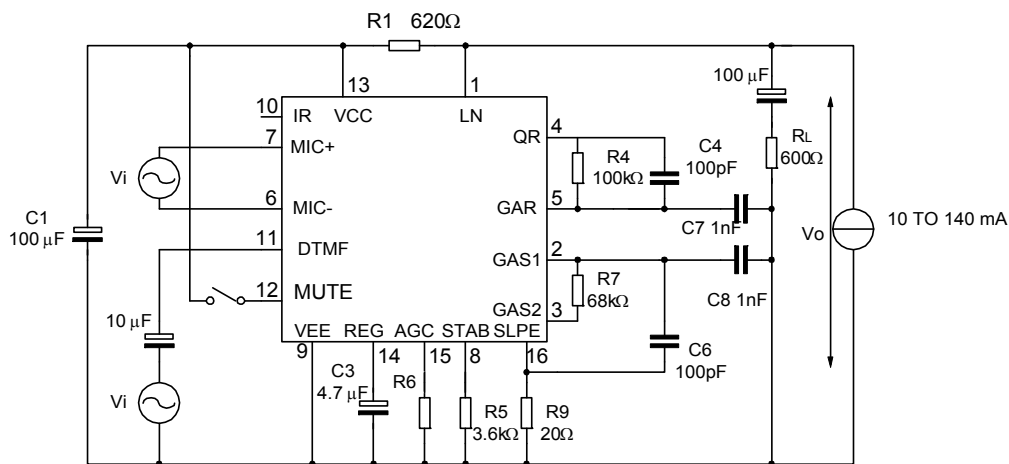 R1 620Ω
13
1
100 μF
10
IR
VCC
LN
4
7
QR
MIC+
R4
100kΩ
C4
100pF
RL
600Ω
Vi
6
MIC-
5
GAR
C1
100 μF
C7 1nF
11
DTMF
Vo
10 TO 140 mA
2
GAS1
12
MUTE
R7
68kΩ
C8 1nF
GAS2
3
10 μF
VEE REG AGC STAB SLPE
9
14
15
8
16
C6
100pF
C3
4.7 μF
R6
Vi
R5
3.6kΩ
R9
20Ω